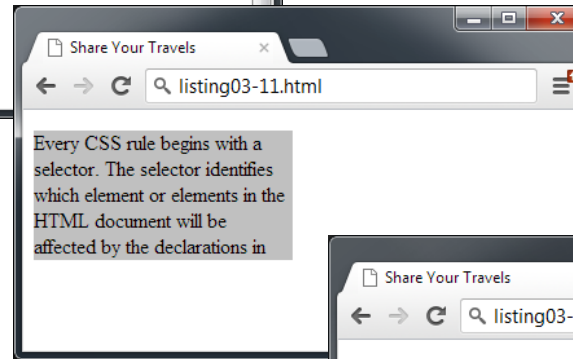 Share Your Travels
listing03-11.html
Every CSS rule begins with a
selector. The selector identifies
which element or elements in the
HTML document will be
affected by the declarations in
Share Your Travels
listing03-